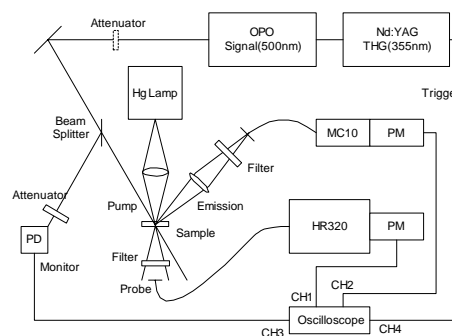 Attenuator
OPO
Signal(500nm)
Nd:YAG
THG(355nm)
Hg Lamp
Trigge
Beam
Splitter
MC10
PM
Filter
Attenuator
Pump
Emission
PD
Sample
HR320
PM
Monitor
Filter
Probe
CH1
CH2
Oscilloscope
CH3
CH4